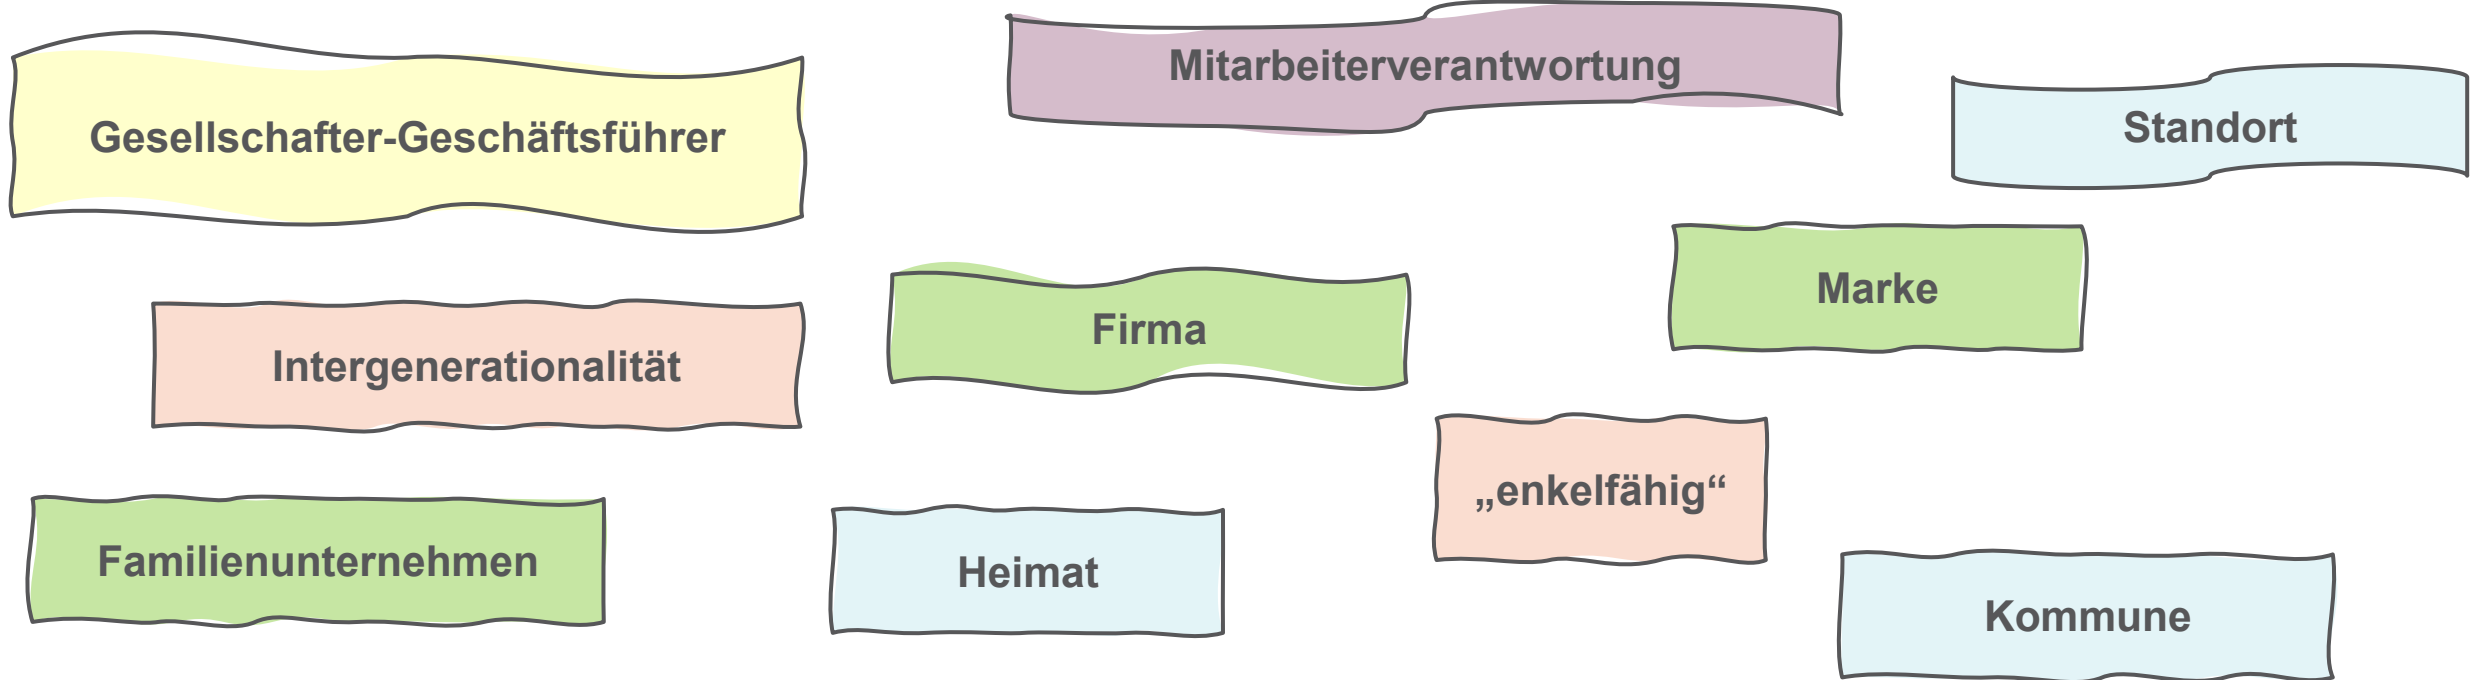 Mitarbeiterverantwortung
Gesellschafter-Geschäftsführer
Standort
Marke
Firma
Intergenerationalität
„enkelfähig“
Familienunternehmen
Heimat
Kommune